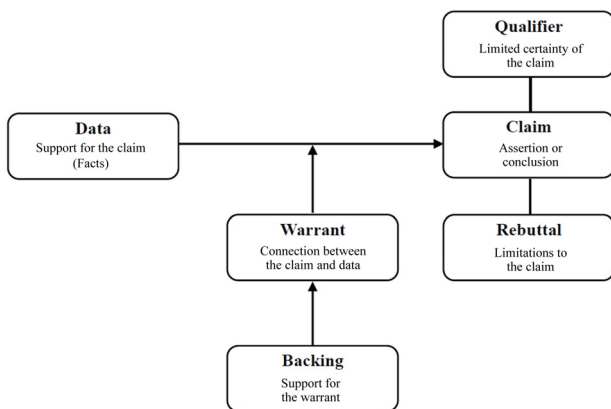 Qualifier
Limited certainty of
the claim
Data
Support for the claim
(Facts)
Claim
Assertion or
conclusion
Warrant
Connection between
the claim and data
Rebuttal
Limitations to
the claim
Backing
Support for
the warrant